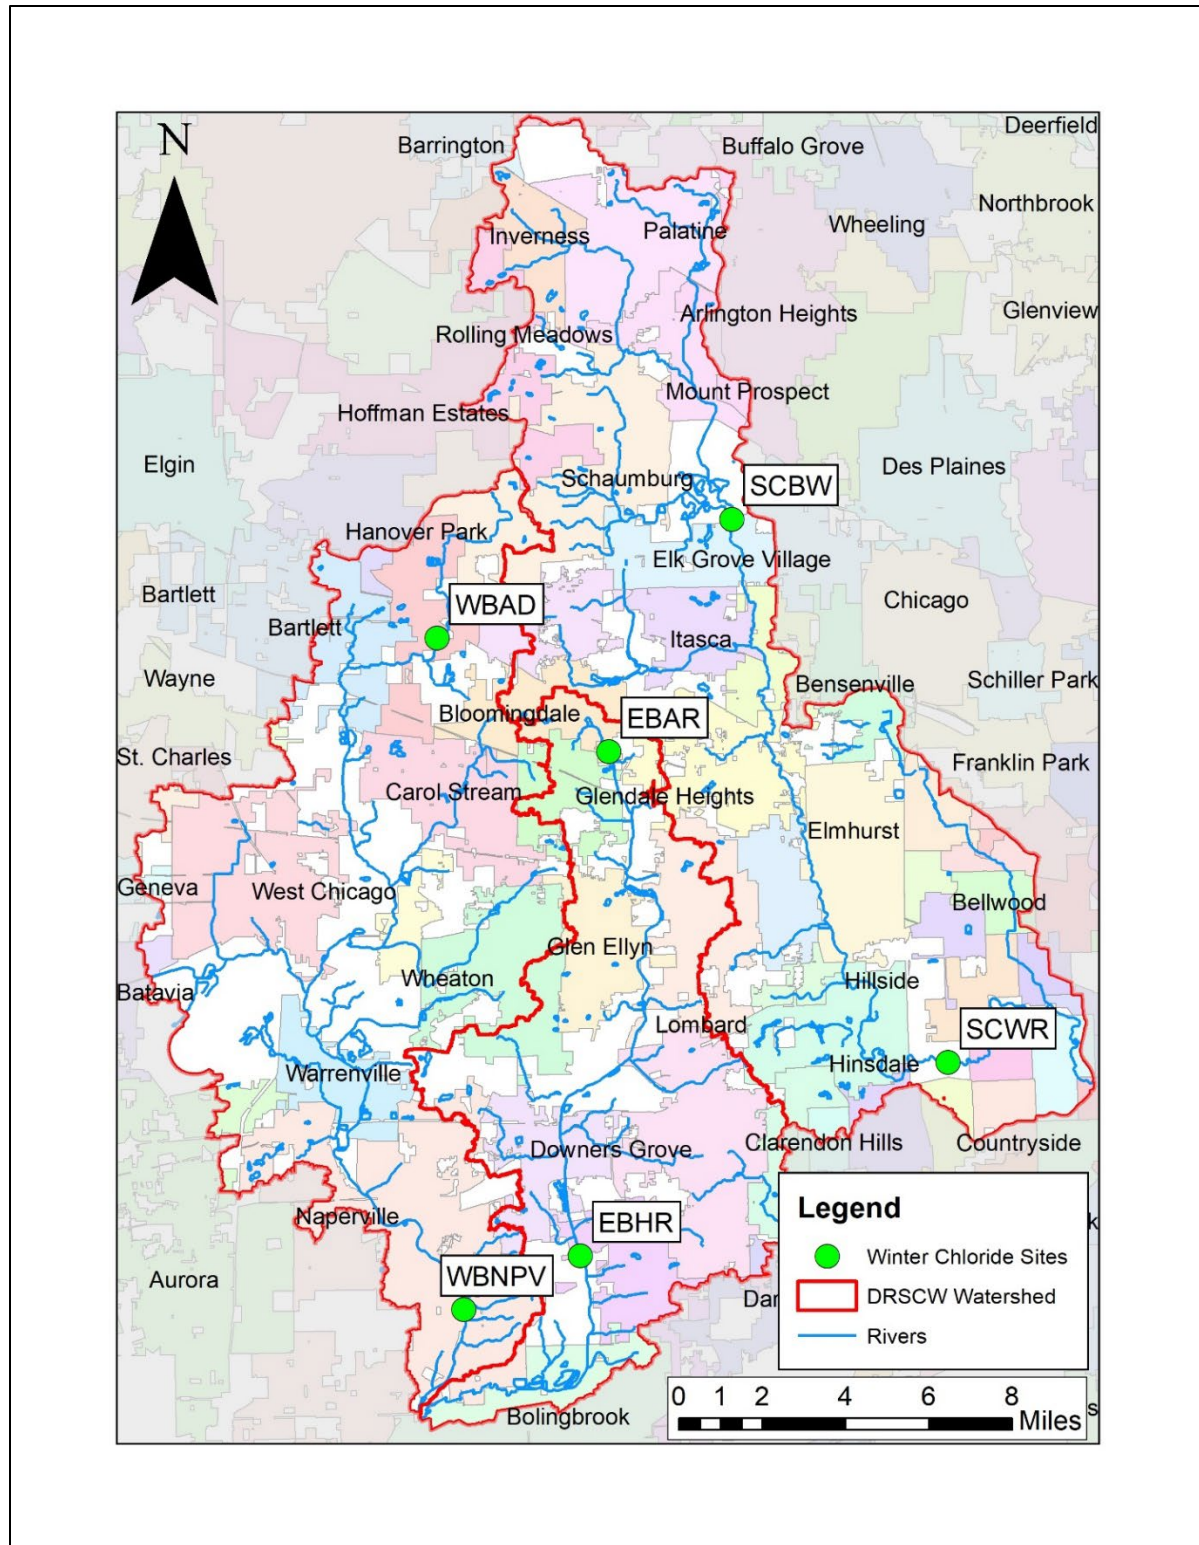 N
Deerfield
Barrington
Buffalo Grove
Northbrook
Wheeling
Inverness
Palatine
Glenview
Arlington Heights
Rolling Meadows
Mount Prospect
Hoffman Estates
Elgin
Des Plaines
Schaumburg
SCBW
Hanover Park
Elk Grove Village
Bartlett
WBAD
Chicago
Bartlett
Itasca
Wayne
Schiller Park
Bensenville
Bloomingdale
EBAR
St. Charles
Franklin Park
Carol Stream
Glendale Heights
Elmhurst
Geneva
West Chicago
Bellwood
Glen Ellyn
Wheaton
Hillside
Batavia
Lombard
SCWR
Warrenville
Hinsdale
Downers Grove
Clarendon Hills
Countryside
Naperville
EBHR
Aurora
WBNPV
Dar
k
Legend
Winter Chloride Sites
DRSCW Watershed
Rivers
0 1 2 4 6 8
Miles
s
Bolingbrook